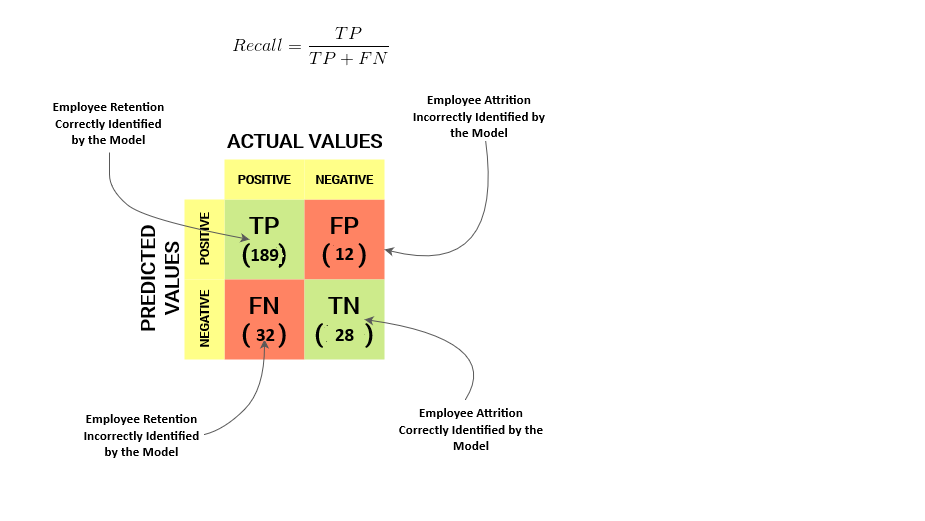 Recall = TP / (TP + FN)
Employee Retention
Correctly Identified
by the Model
Employee Attrition
Incorrectly Identified by
the Model
ACTUAL VALUES
POSITIVE NEGATIVE
PREDICTED
VALUES
POSITIVE
TP
(189)
FP
(12)
NEGATIVE
FN
(32)
TN
(28)
Employee Retention
Incorrectly Identified
by the Model
Employee Attrition
Correctly Identified by the
Model